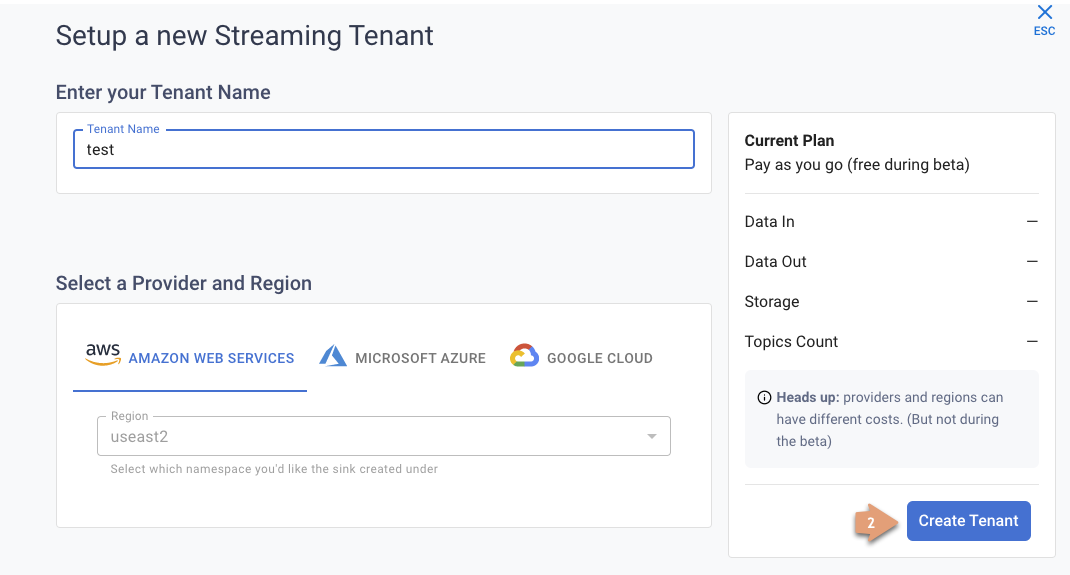 Setup a new Streaming Tenant
ESC
Enter your Tenant Name
Tenant Name
test
Select a Provider and Region
aws AMAZON WEB SERVICES MICROSOFT AZURE GOOGLE CLOUD
Region
useast2
Select which namespace you'd like the sink created under
Current Plan
Pay as you go (free during beta)
Data In –
Data Out –
Storage –
Topics Count –
Heads up: providers and regions can
have different costs. (But not during
the beta)
2
Create Tenant